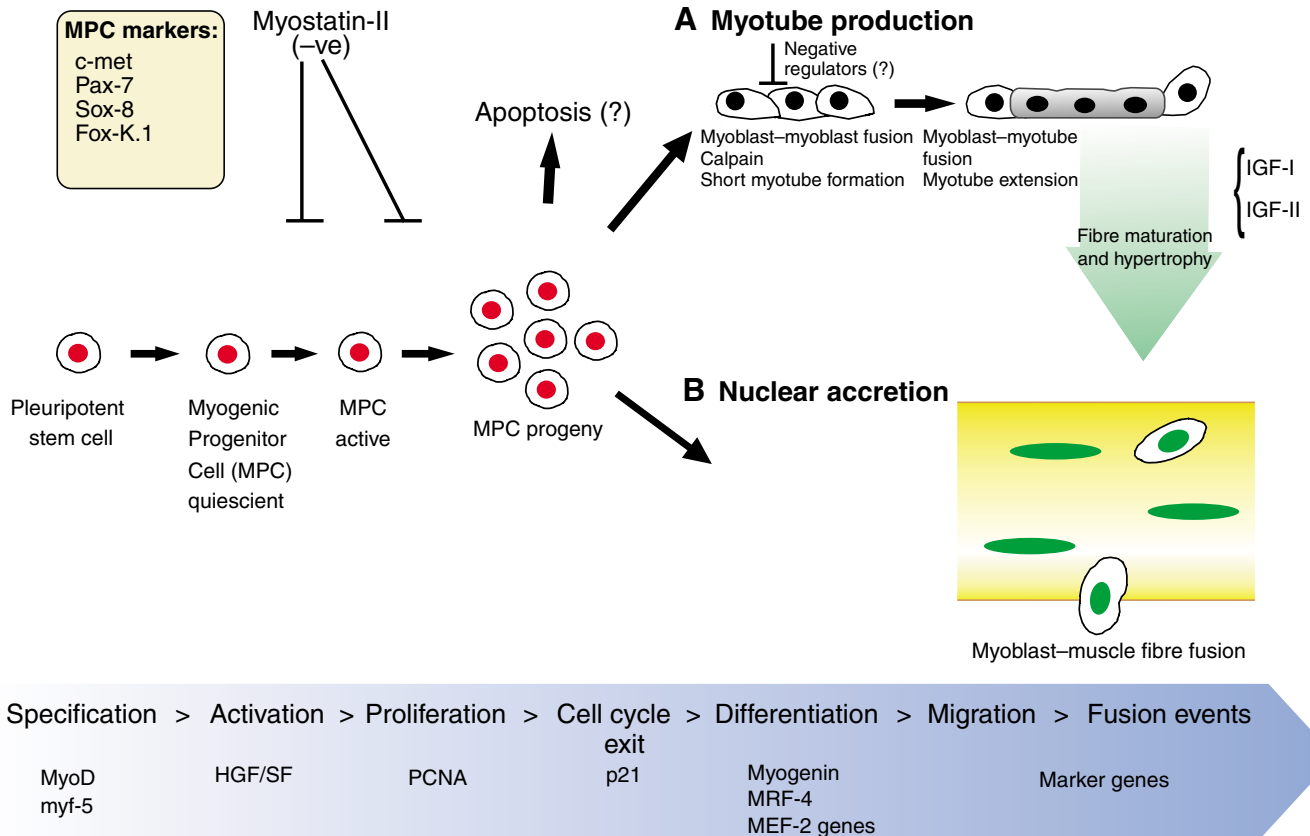 MPC markers:
c-met
Pax-7
Sox-8
Fox-K.1
Myostatin-II
(–ve)
Apoptosis (?)
A Myotube production
Negative
regulators (?)
Myoblast–myoblast fusion
Calpain
Short myotube formation
Myoblast–myotube
fusion
Myotube extension
IGF-I
IGF-II
Fibre maturation
and hypertrophy
Pleuripotent
stem cell
Myogenic
Progenitor
Cell (MPC)
quiescient
MPC
active
MPC progeny
B Nuclear accretion
Myoblast–muscle fibre fusion
Specification > Activation > Proliferation > Cell cycle > Differentiation > Migration > Fusion events
exit
MyoD
myf-5
HGF/SF
PCNA
p21
Myogenin
MRF-4
MEF-2 genes
Marker genes